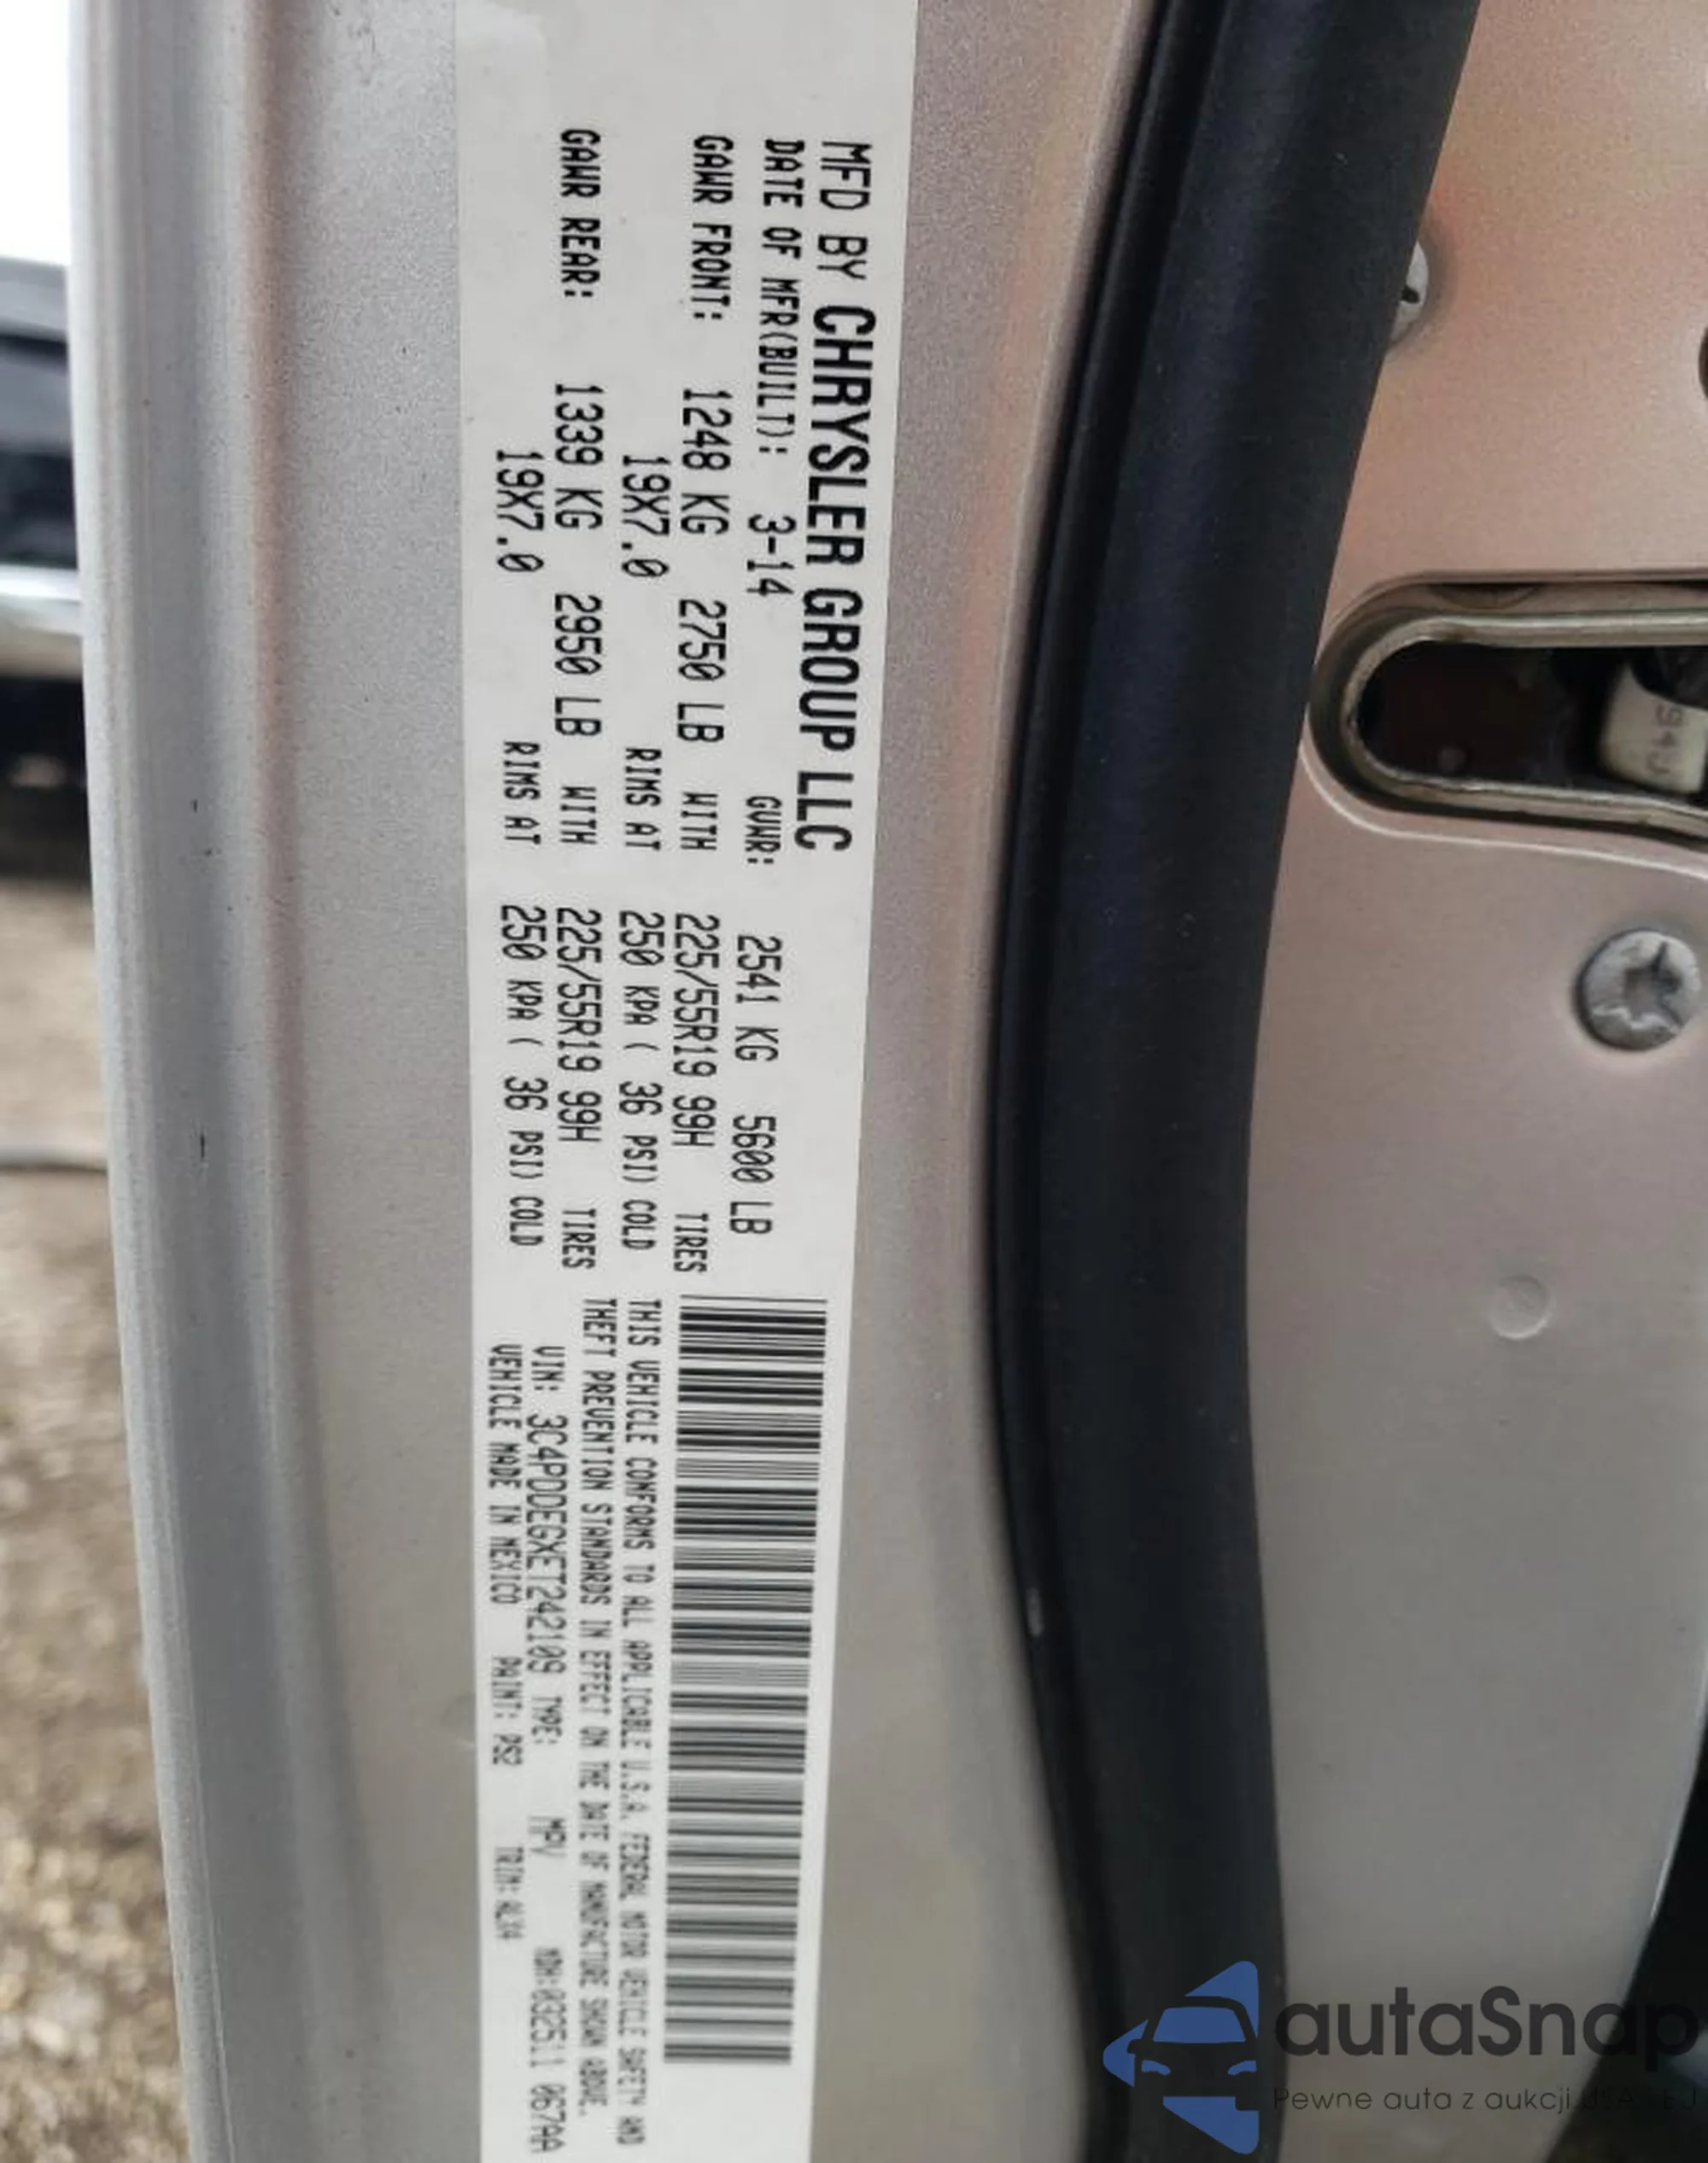 MFD BY CHRYSLER GROUP LLC
DATE OF MFR(BUILT): 3-14 GVWR: 2541 KG 5600 LB
GAWR FRONT: 1248 KG 2750 LB WITH 225/55R19 99H TIRES
19X7.0 RIMS AT 250 KPA ( 36 PSI) COLD
GAWR REAR: 1339 KG 2950 LB WITH 225/55R19 99H TIRES
19X7.0 RIMS AT 250 KPA ( 36 PSI) COLD
THIS VEHICLE CONFORMS TO ALL APPLICABLE U.S.A. FEDERAL MOTOR VEHICLE SAFETY AND
THEFT PREVENTION STANDARDS IN EFFECT ON THE DATE OF MANUFACTURE SHOWN ABOVE.
VIN: 3C4PDDEGXET242109 TYPE: MPV MDH:032511 067AA
VEHICLE MADE IN MEXICO PAINT: PS2 TRIM: ALX4
autaSnap
Pewne auta z aukcji